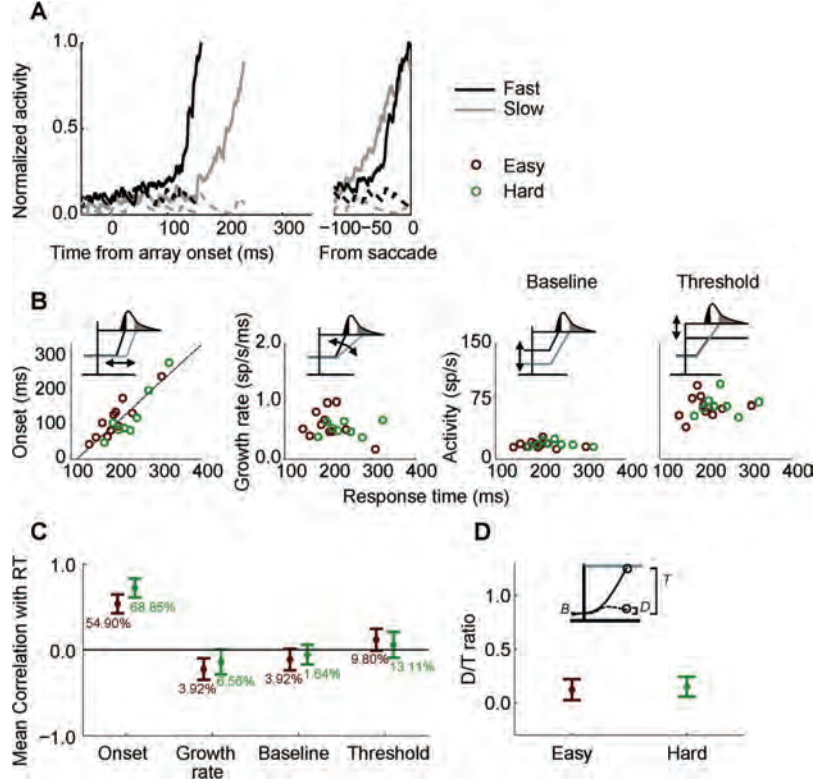 A
Normalized activity
1.0
0.5
0.0
0 100 200 300
Time from array onset (ms)
−100 −50 0
From saccade
Fast
Slow
Easy
Hard
B
Baseline
Threshold
Onset (ms)
300
200
100
0
100 200 300 400
Growth rate (sp/s/ms)
2.0
1.0
0.0
100 200 300 400
Activity (sp/s)
150
75
0
100 200 300 400
100 200 300 400
Response time (ms)
C
Mean Correlation with RT
1.0
0.0
−1.0
54.90%
68.85%
3.92%
6.56%
3.92%
1.64%
9.80%
13.11%
Onset
Growth rate
Baseline
Threshold
D
D/T ratio
1.0
0.5
0.0
B
D
T
Easy
Hard